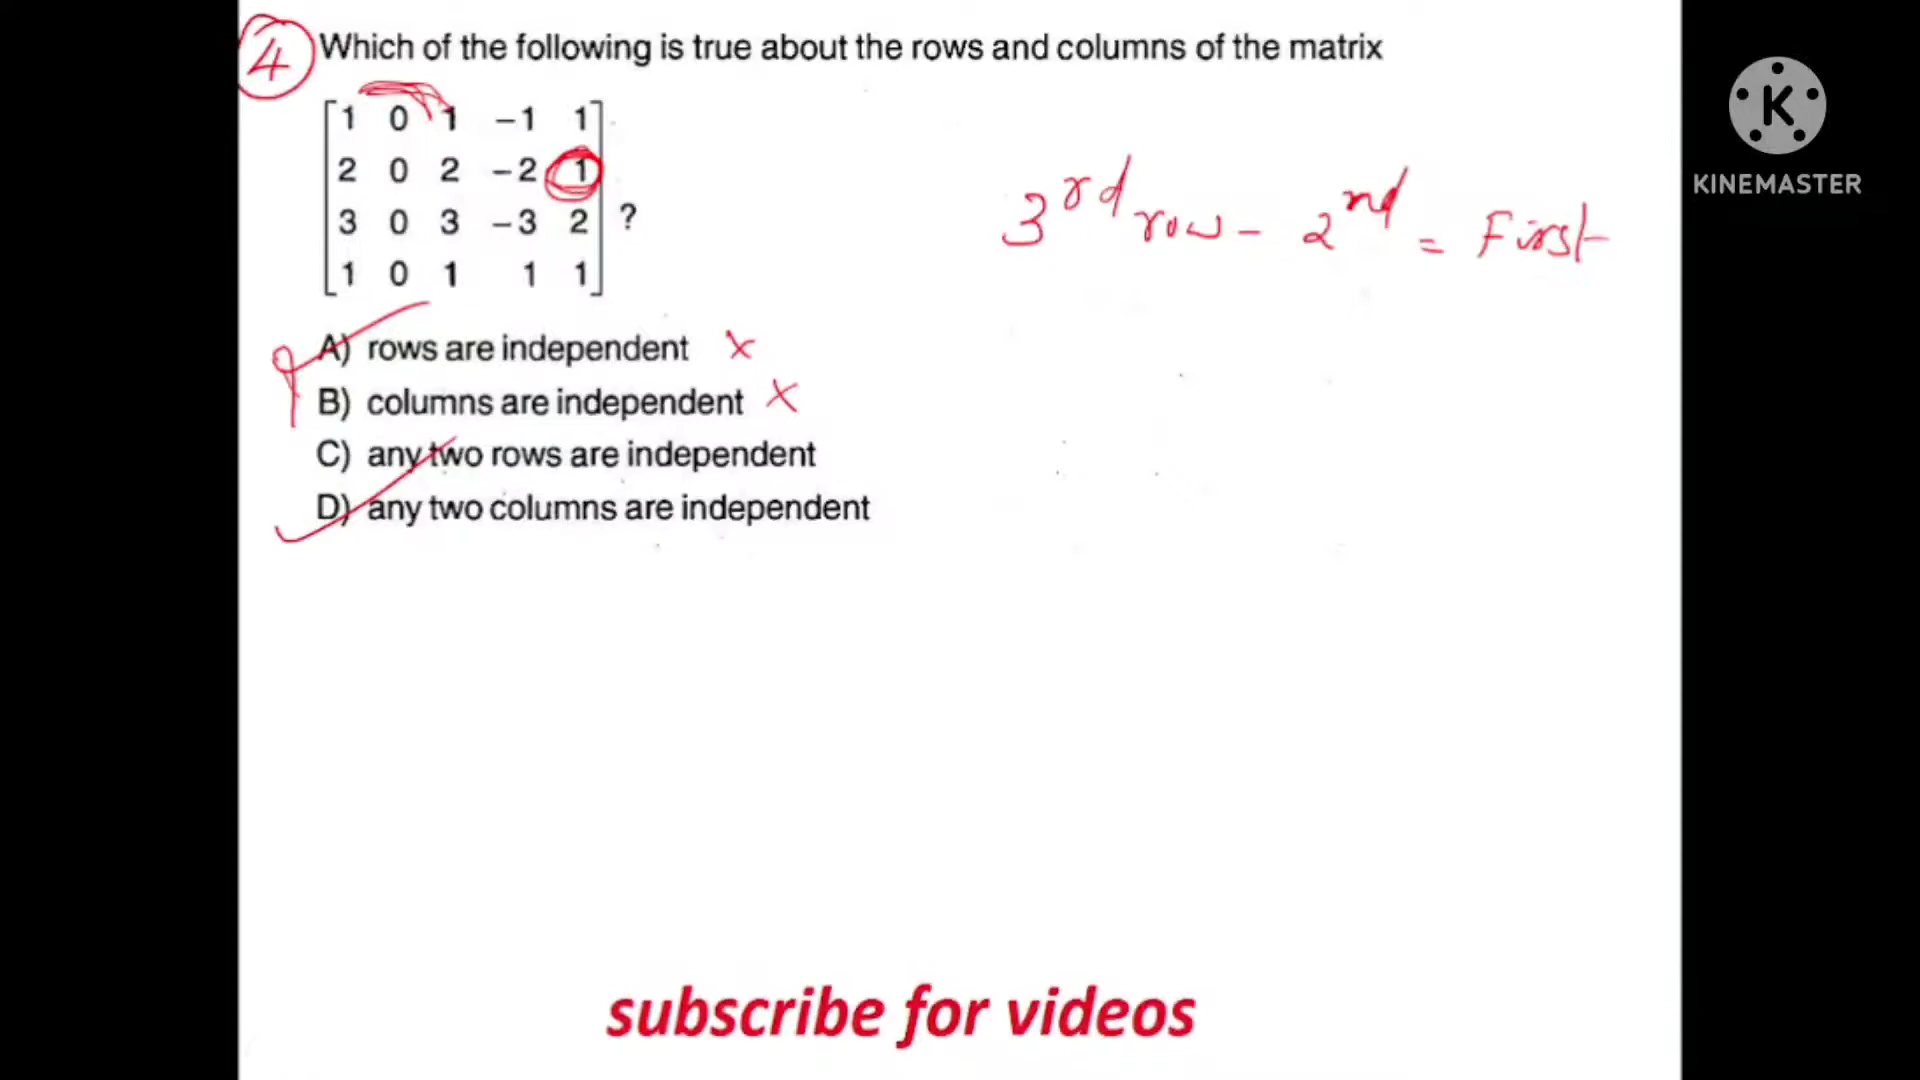 4 Which of the following is true about the rows and columns of the matrix
1 0 1 -1 1
2 0 2 -2 1
3 0 3 -3 2 ?
1 0 1 1 1
3rd row - 2nd = First
A) rows are independent x
B) columns are independent x
C) any two rows are independent
D) any two columns are independent
KINEMASTER
subscribe for videos